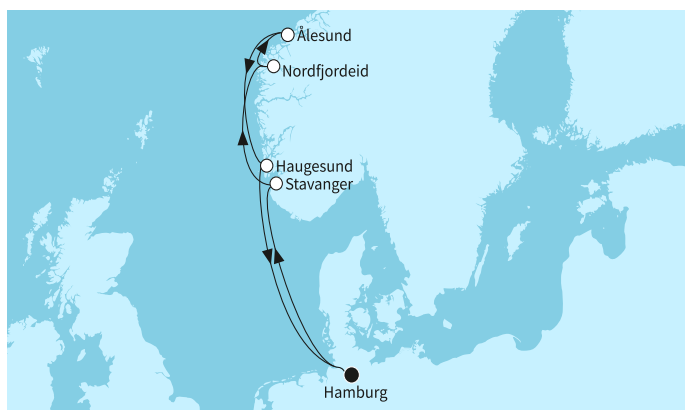 Ålesund
Nordfjordeid
Haugesund
Stavanger
Hamburg